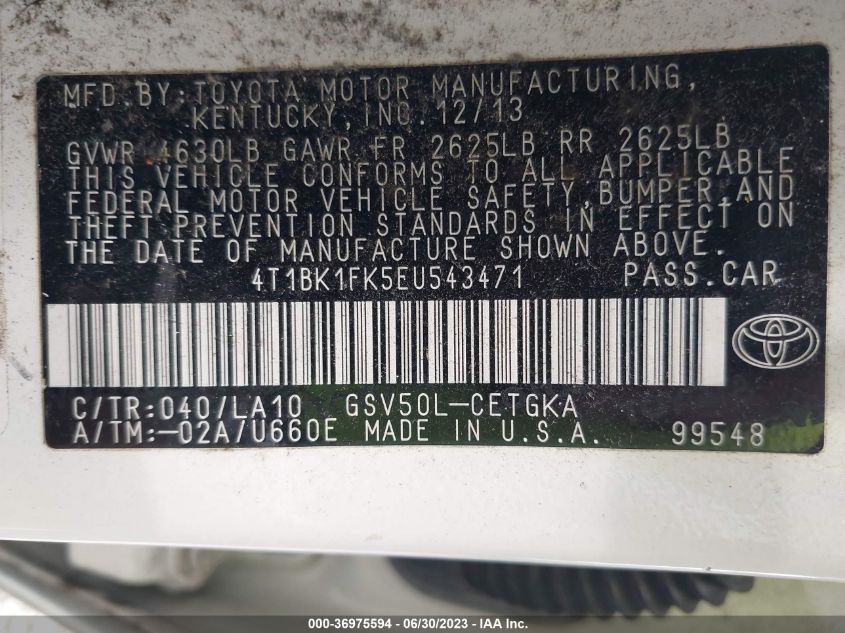 MFD.BY:TOYOTA MOTOR MANUFACTURING,
KENTUCKY,INC.12/13
GVWR 4630LB GAWR FR 2625LB RR 2625LB
THIS VEHICLE CONFORMS TO ALL APPLICABLE
FEDERAL MOTOR VEHICLE SAFETY,BUMPER,AND
THEFT PREVENTION STANDARDS IN EFFECT ON
THE DATE OF MANUFACTURE SHOWN ABOVE.
4T1BK1FK5EU543471 PASS.CAR
C/TR:040/LA10 GSV50L-CETGKA
A/TM:-02A/U660E MADE IN U.S.A. 99548
000-36975594 - 06/30/2023 - IAA Inc.